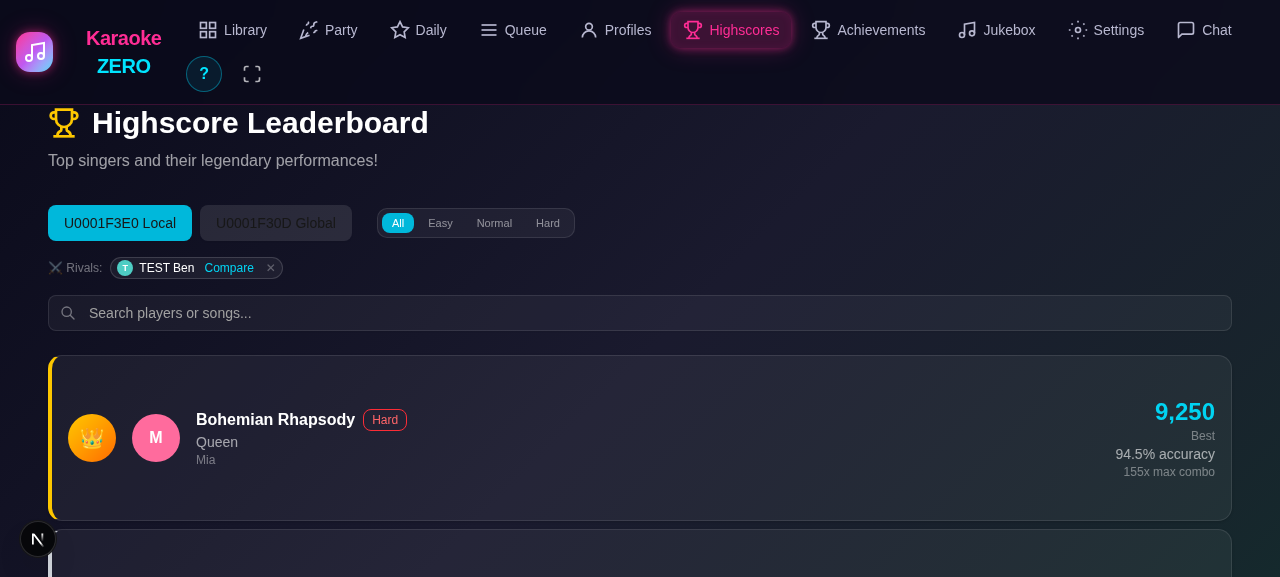 Karaoke
ZERO
Library
Party
Daily
Queue
Profiles
Highscores
Achievements
Jukebox
Settings
Chat
?
Highscore Leaderboard
Top singers and their legendary performances!
U0001F3E0 Local
U0001F30D Global
All
Easy
Normal
Hard
⚔️ Rivals:
T
TEST Ben
Compare
✕
Search players or songs...
👑
M
Bohemian Rhapsody
Hard
Queen
Mia
9,250
Best
94.5% accuracy
155x max combo
N